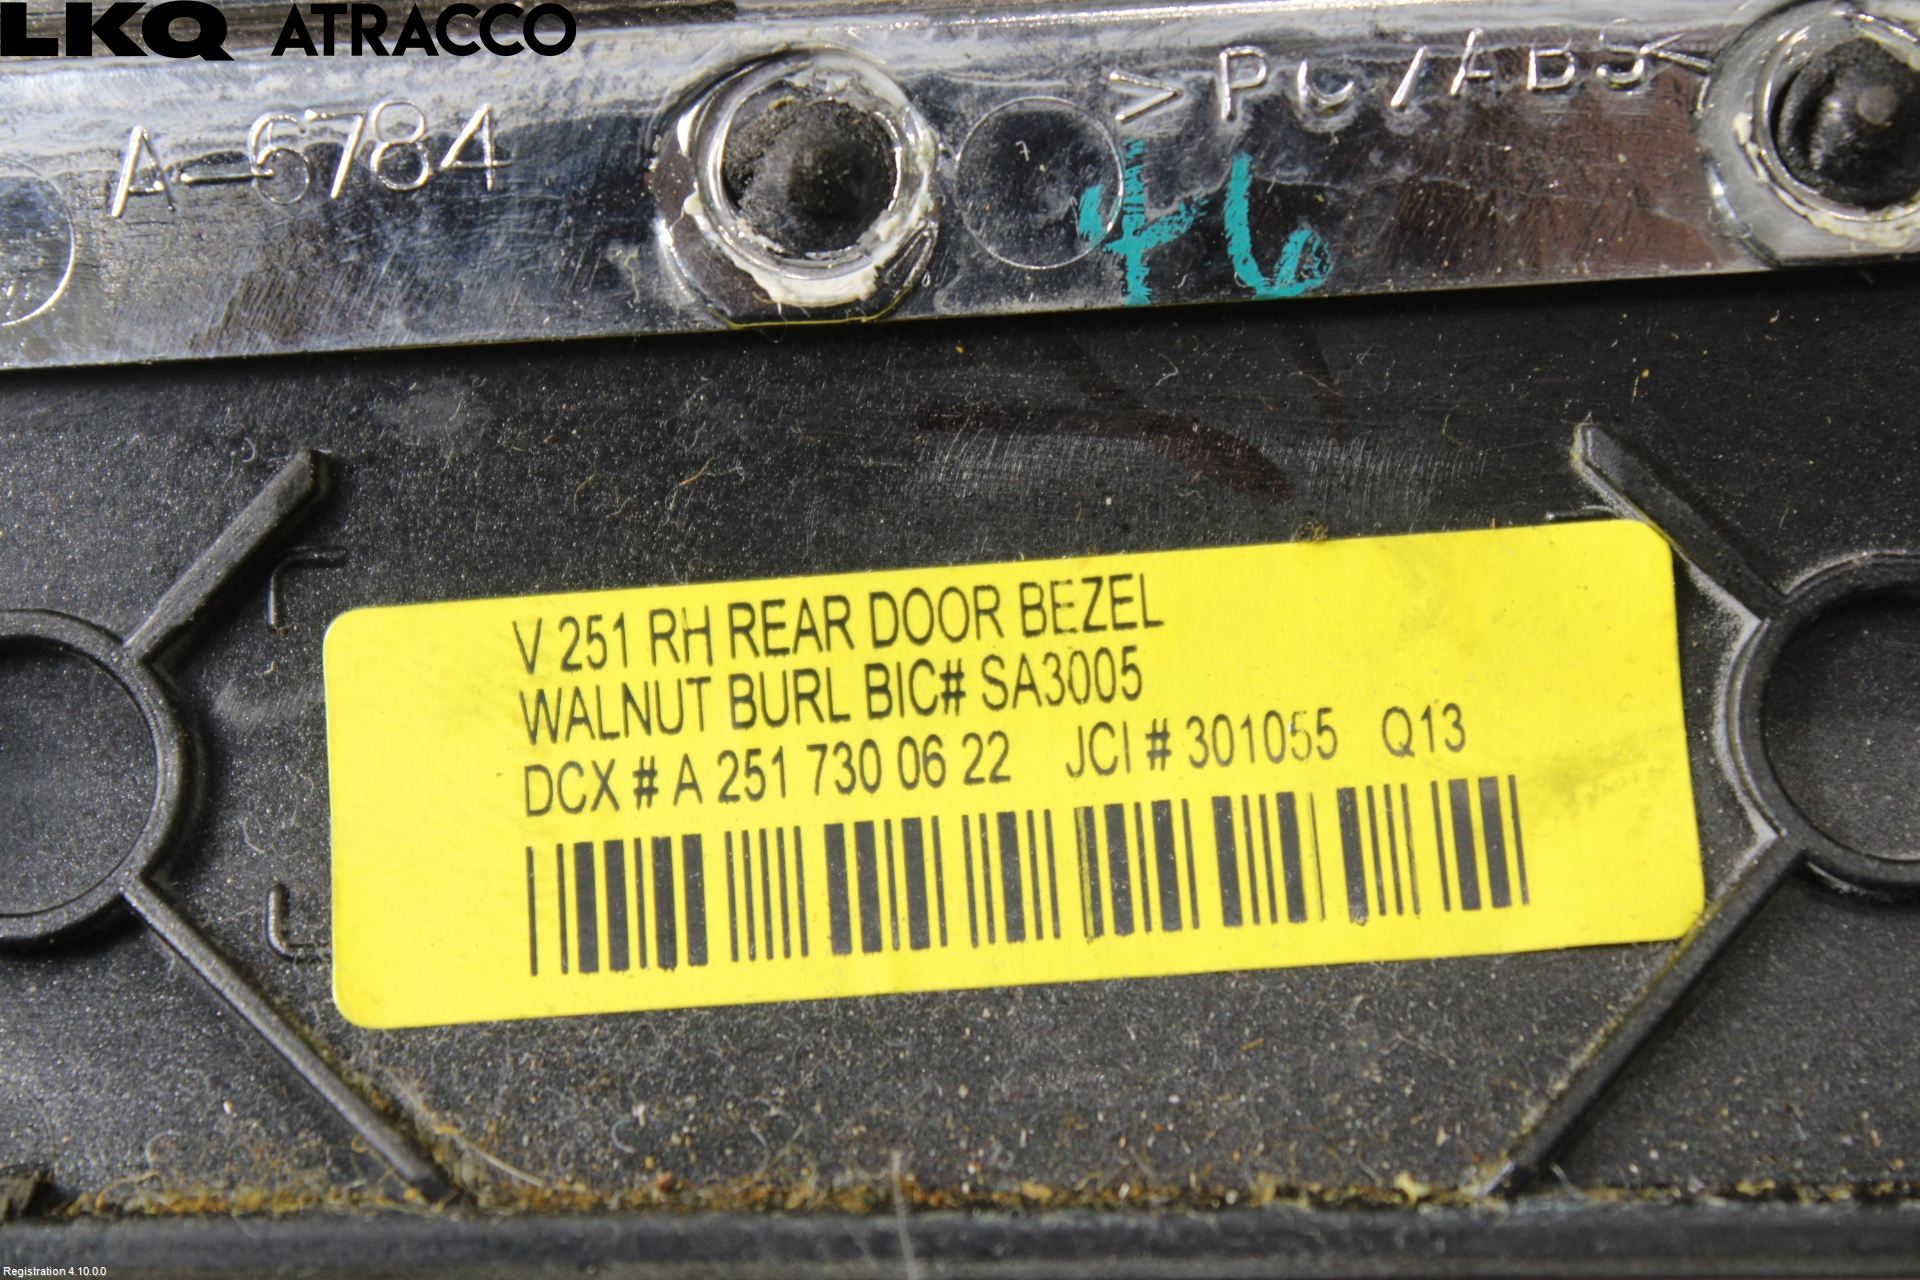 LKQ ATRACCO
A-6784
>PC/ABS<
46
V 251 RH REAR DOOR BEZEL
WALNUT BURL BIC# SA3005
DCX # A 251 730 06 22 JCI # 301055 Q13
Registration 4.10.0.0